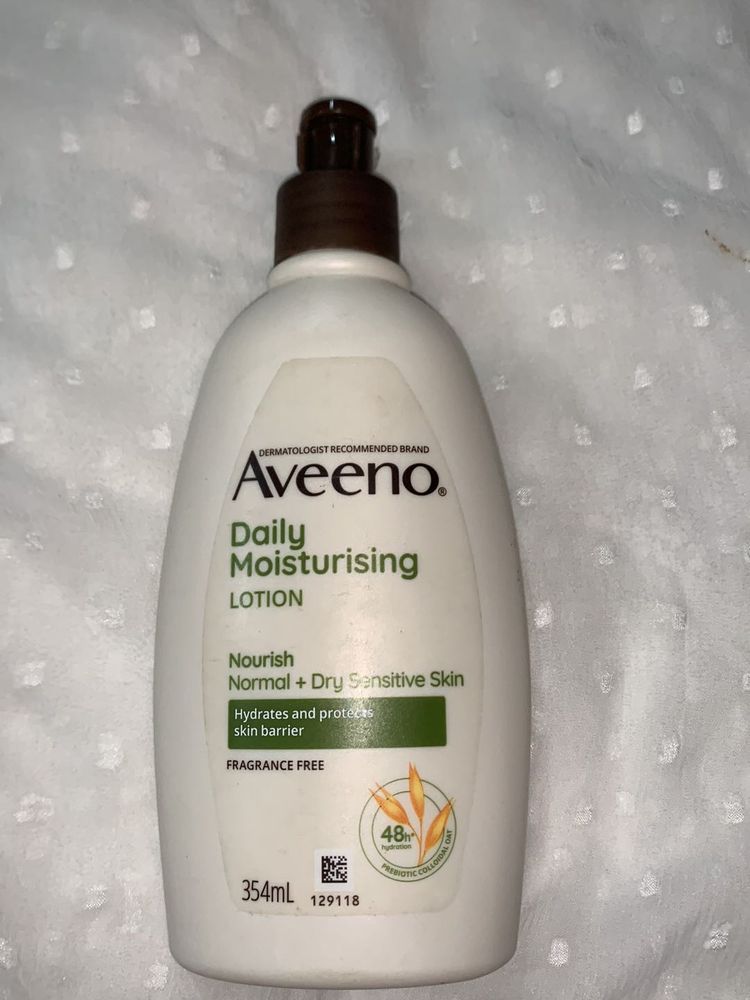 DERMATOLOGIST RECOMMENDED BRAND
Aveeno®
Daily
Moisturising
LOTION
Nourish
Normal + Dry Sensitive Skin
Hydrates and protects
skin barrier
FRAGRANCE FREE
48h*
hydration
PREBIOTIC COLLOIDAL OAT
354mL
129118